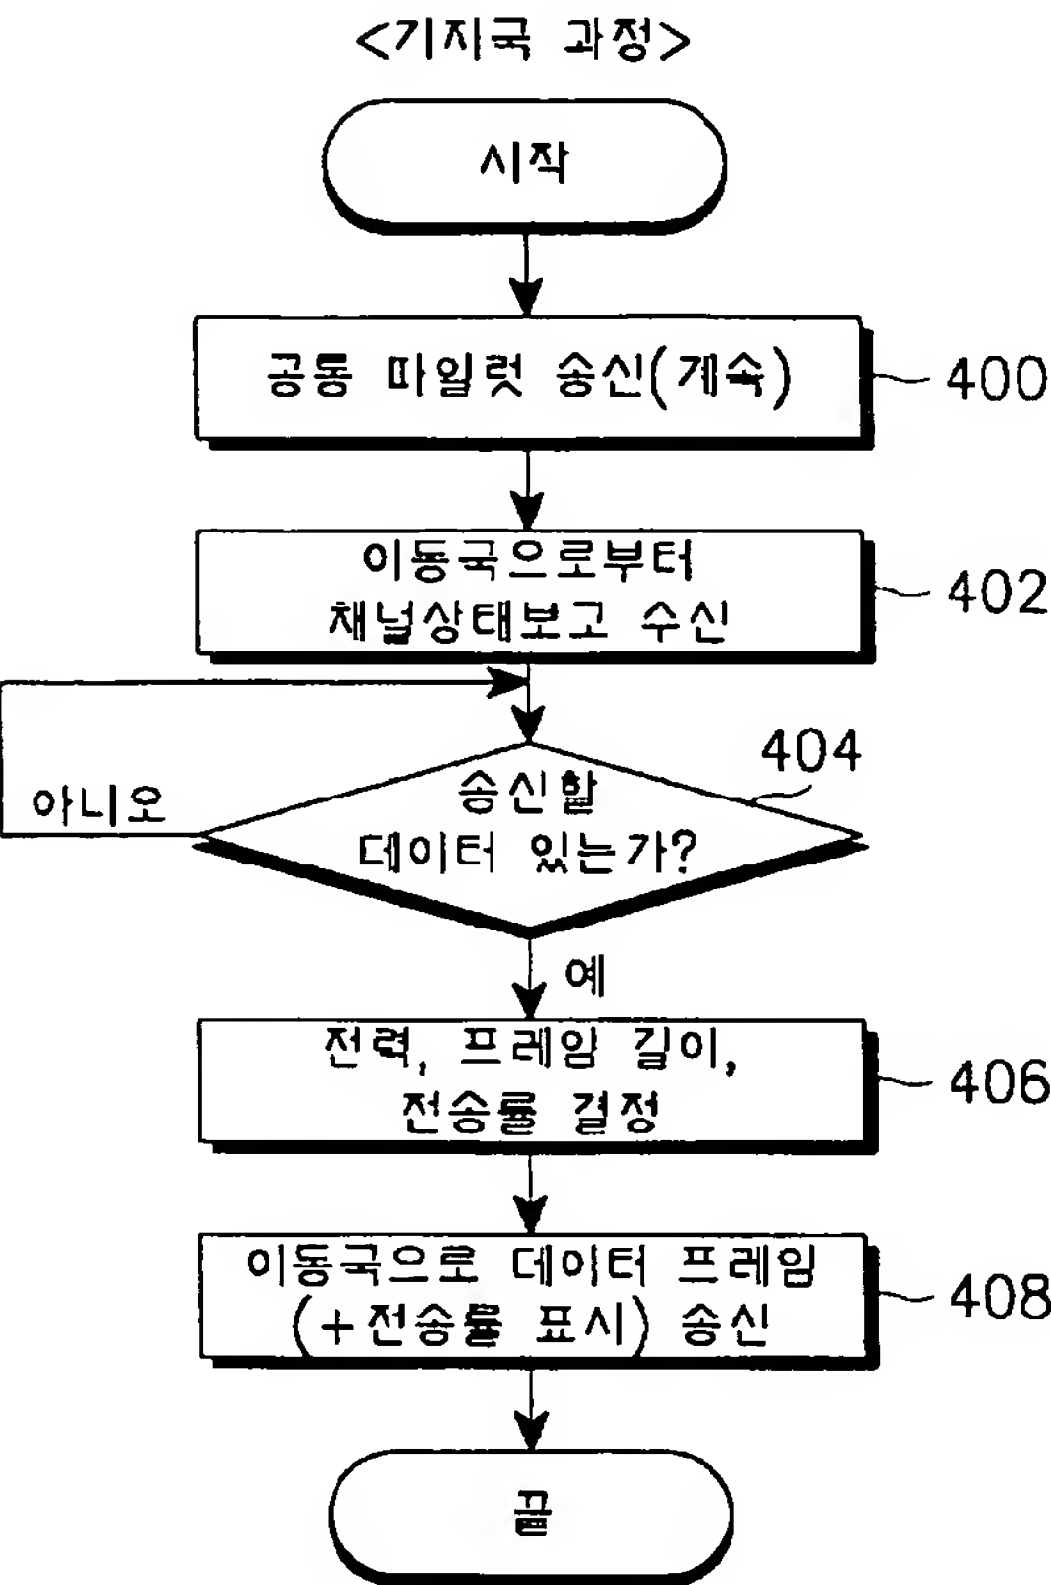 <기지국 과정>
시작
공통 파일럿 송신(계속)
400
이동국으로부터
채널상태보고 수신
402
404
송신할
데이터 있는가?
아니오
예
전력, 프레임 길이,
전송률 결정
406
이동국으로 데이터 프레임
(+전송률 표시) 송신
408
끝